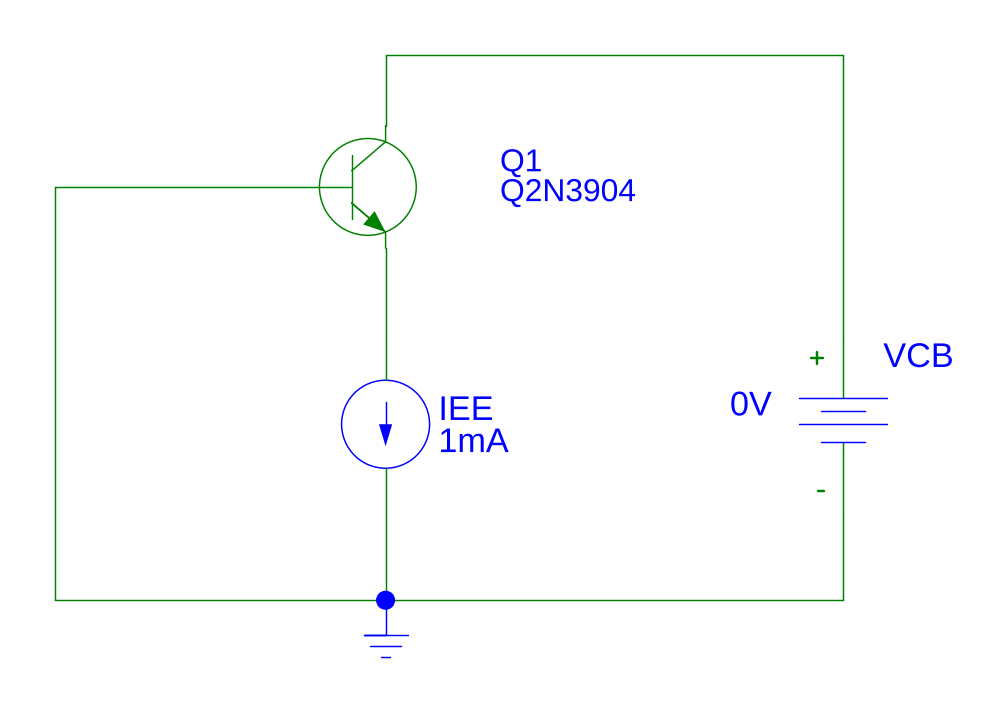 Q1
Q2N3904
+
VCB
0V
IEE
1mA
-